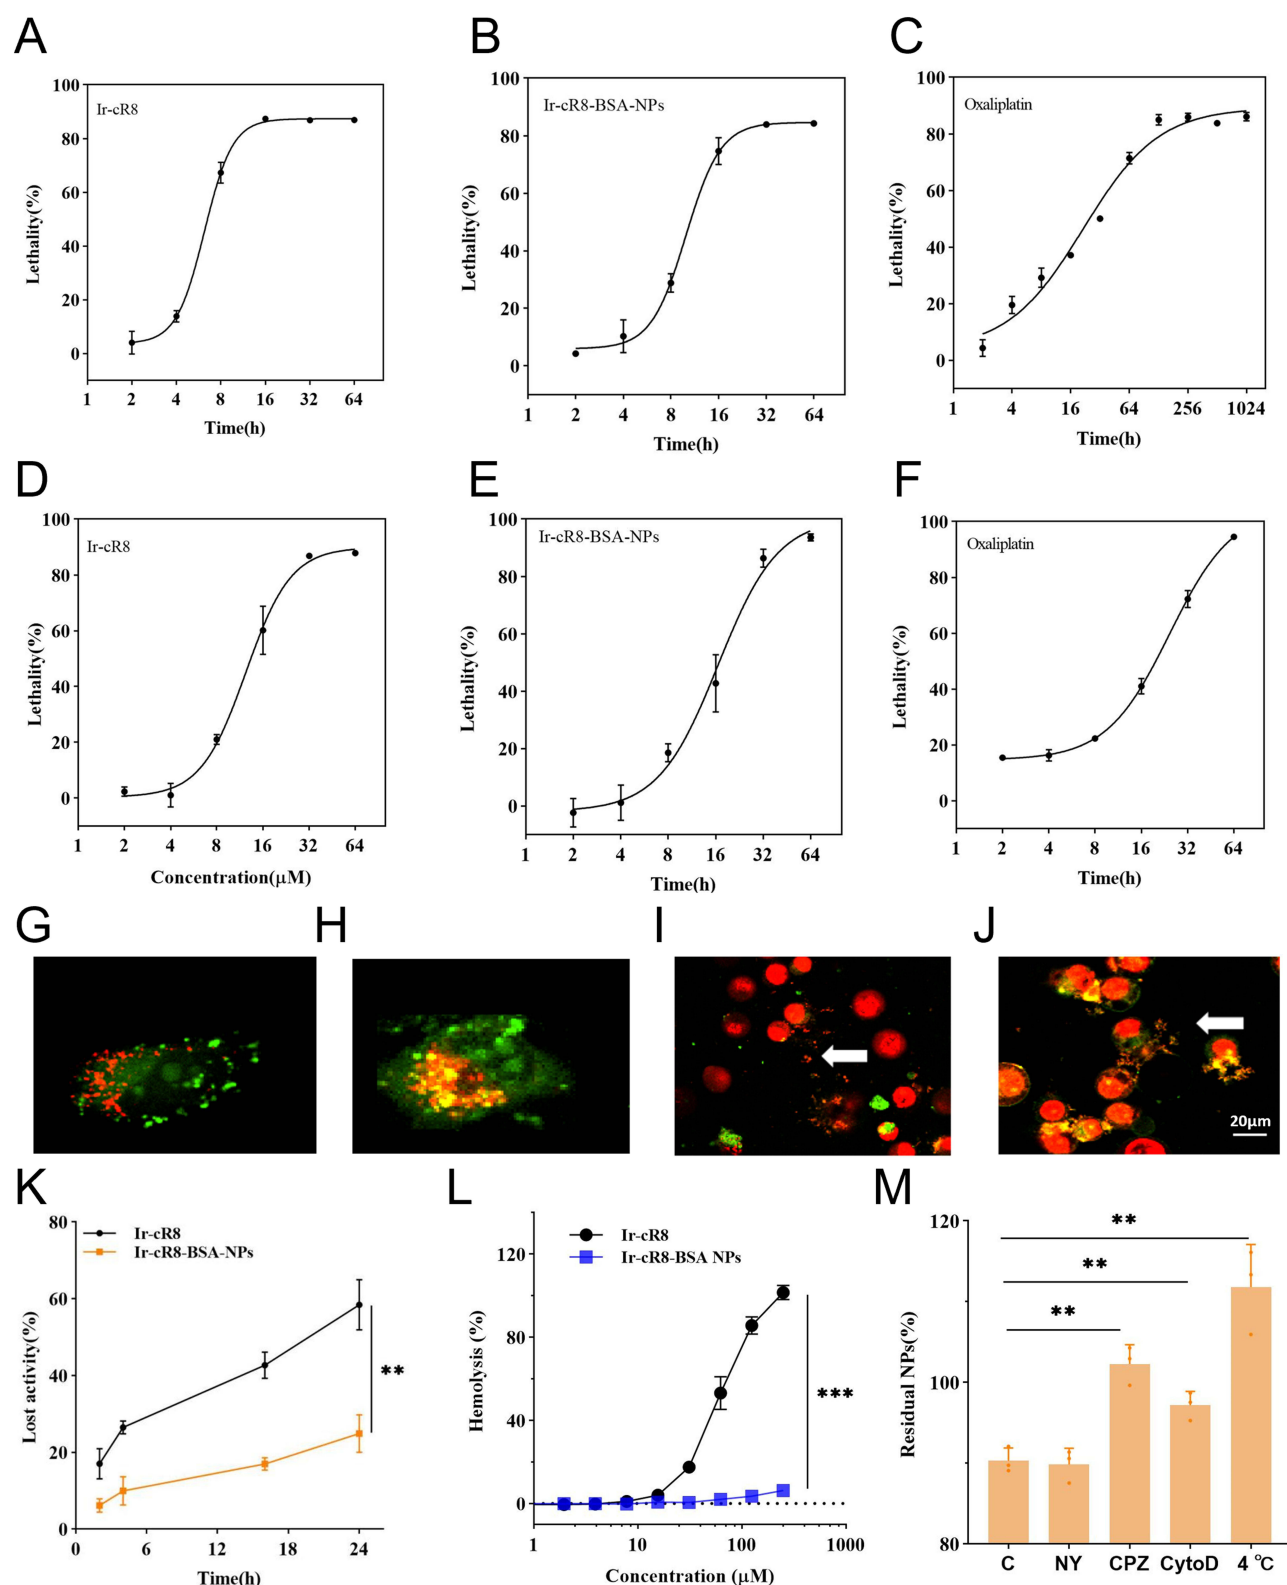 A
B
C
100
80
60
40
20
0
Lethality(%)
Ir-cR8
1 2 4 8 16 32 64
Time(h)
100
80
60
40
20
0
Lethality(%)
Ir-cR8-BSA-NPs
1 2 4 8 16 32 64
Time(h)
100
80
60
40
20
0
Lethality(%)
Oxaliplatin
1 4 16 64 256 1024
Time(h)
D
E
F
100
80
60
40
20
0
Lethality(%)
Ir-cR8
1 2 4 8 16 32 64
Concentration(μM)
100
80
60
40
20
0
Lethality(%)
Ir-cR8-BSA-NPs
1 2 4 8 16 32 64
Time(h)
100
80
60
40
20
0
Lethality(%)
Oxaliplatin
1 2 4 8 16 32 64
Time(h)
G
H
I
J
20μm
K
L
M
80
60
40
20
0
Lost activity(%)
Ir-cR8
Ir-cR8-BSA-NPs
**
0 6 12 18 24
Time(h)
120
80
40
0
Hemolysis (%)
Ir-cR8
Ir-cR8-BSA NPs
***
1 10 100 1000
Concentration (μM)
120
100
80
Residual NPs(%)
**
**
**
C NY CPZ CytoD 4 °C